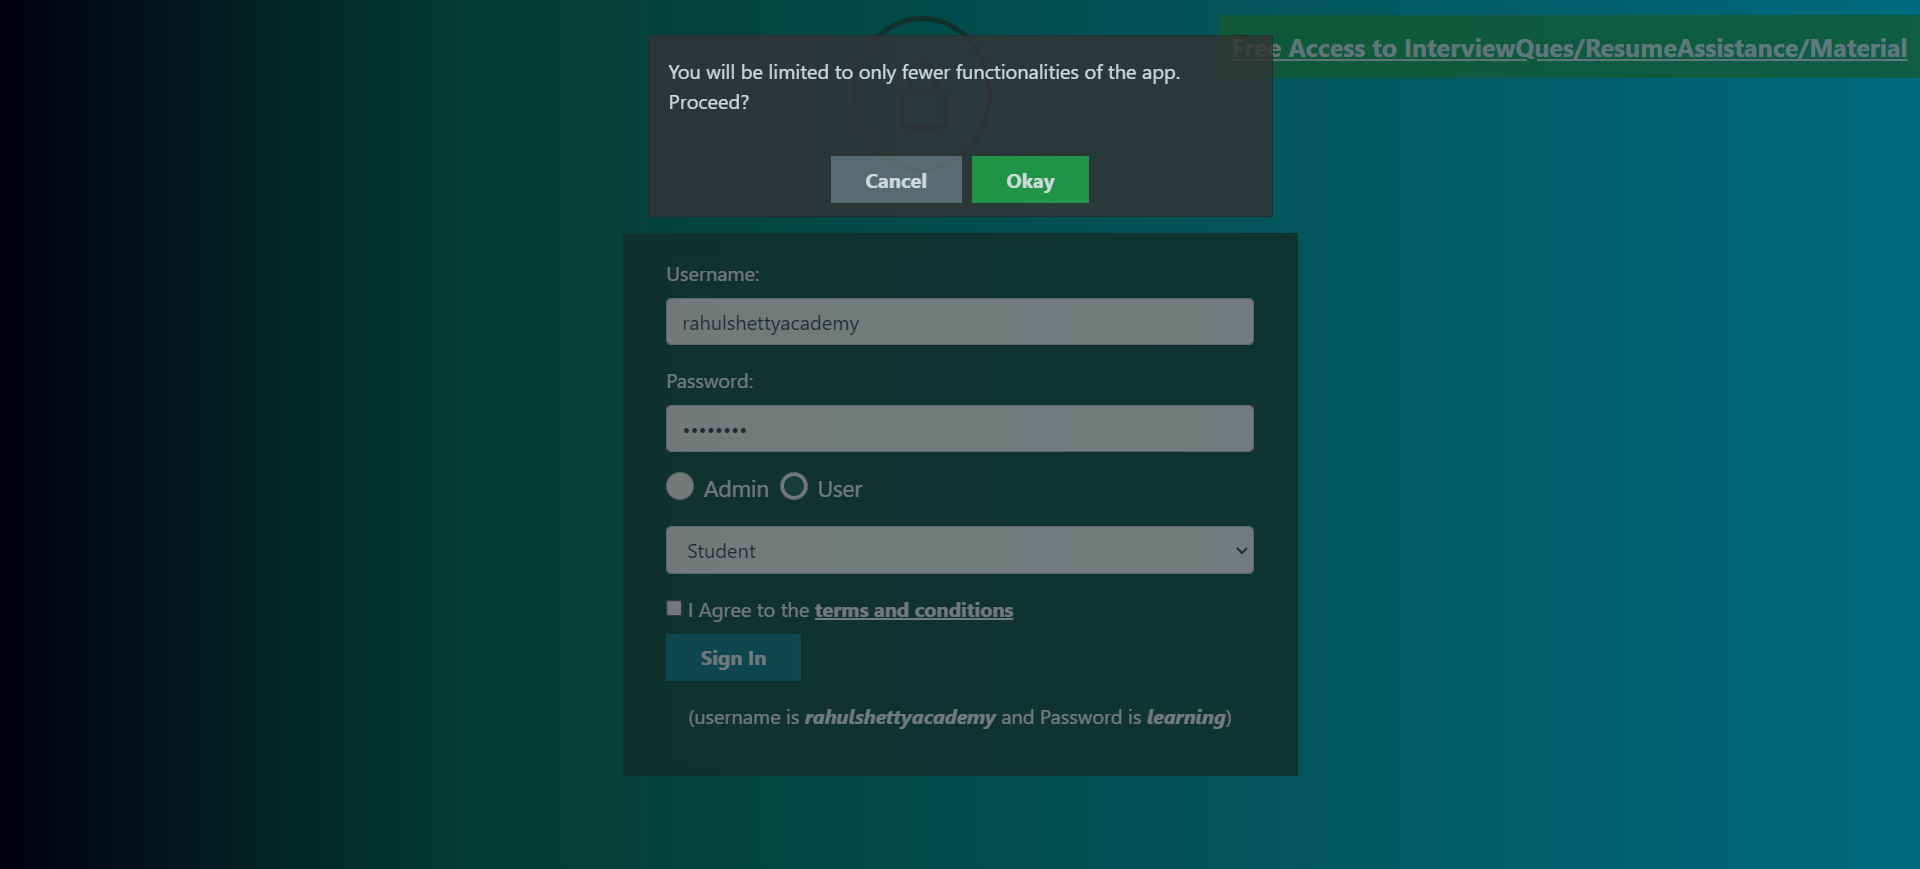 Free Access to InterviewQues/ResumeAssistance/Material
You will be limited to only fewer functionalities of the app.
Proceed?
Cancel
Okay
Username:
rahulshettyacademy
Password:
••••••••
Admin
User
Student
I Agree to the terms and conditions
Sign In
(username is rahulshettyacademy and Password is learning)